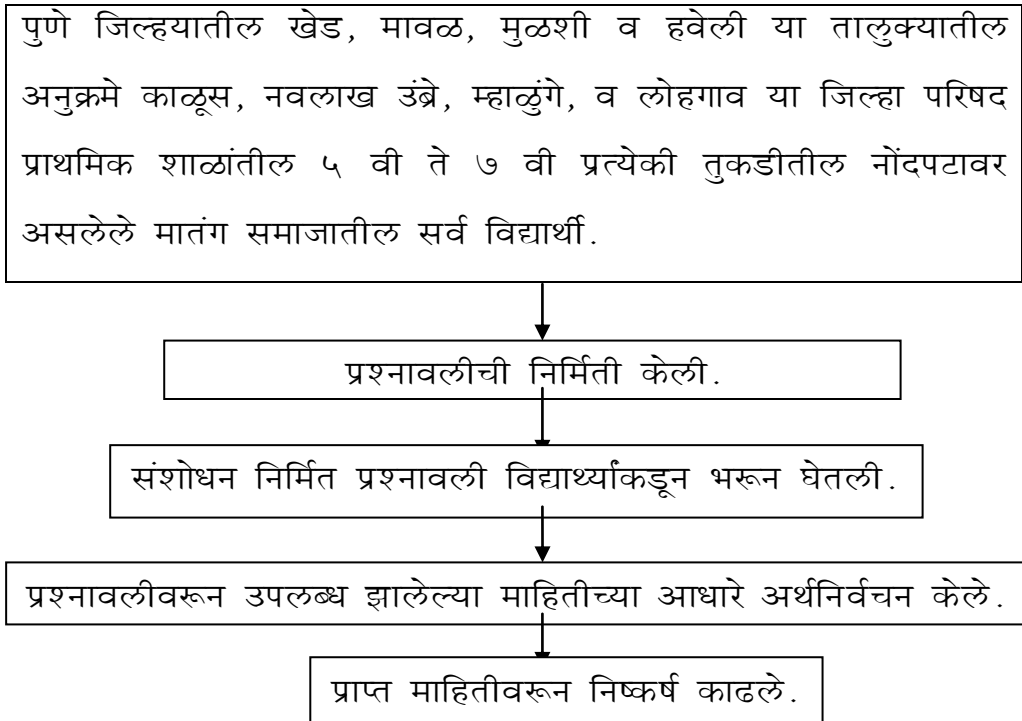 पुणे जिल्हयातील खेड, मावळ, मुळशी व हवेली या तालुक्यातील
अनुक्रमे काळूस, नवलाख उंब्रे, म्हाळुंगे, व लोहगाव या जिल्हा परिषद
प्राथमिक शाळांतील ५ वी ते ७ वी प्रत्येकी तुकडीतील नोंदपटावर
असलेले मातंग समाजातील सर्व विद्यार्थी.
प्रश्नावलीची निर्मिती केली.
संशोधन निर्मित प्रश्नावली विद्यार्थ्यांकडून भरून घेतली.
प्रश्नावलीवरून उपलब्ध झालेल्या माहितीच्या आधारे अर्थनिर्वचन केले.
प्राप्त माहितीवरून निष्कर्ष काढले.